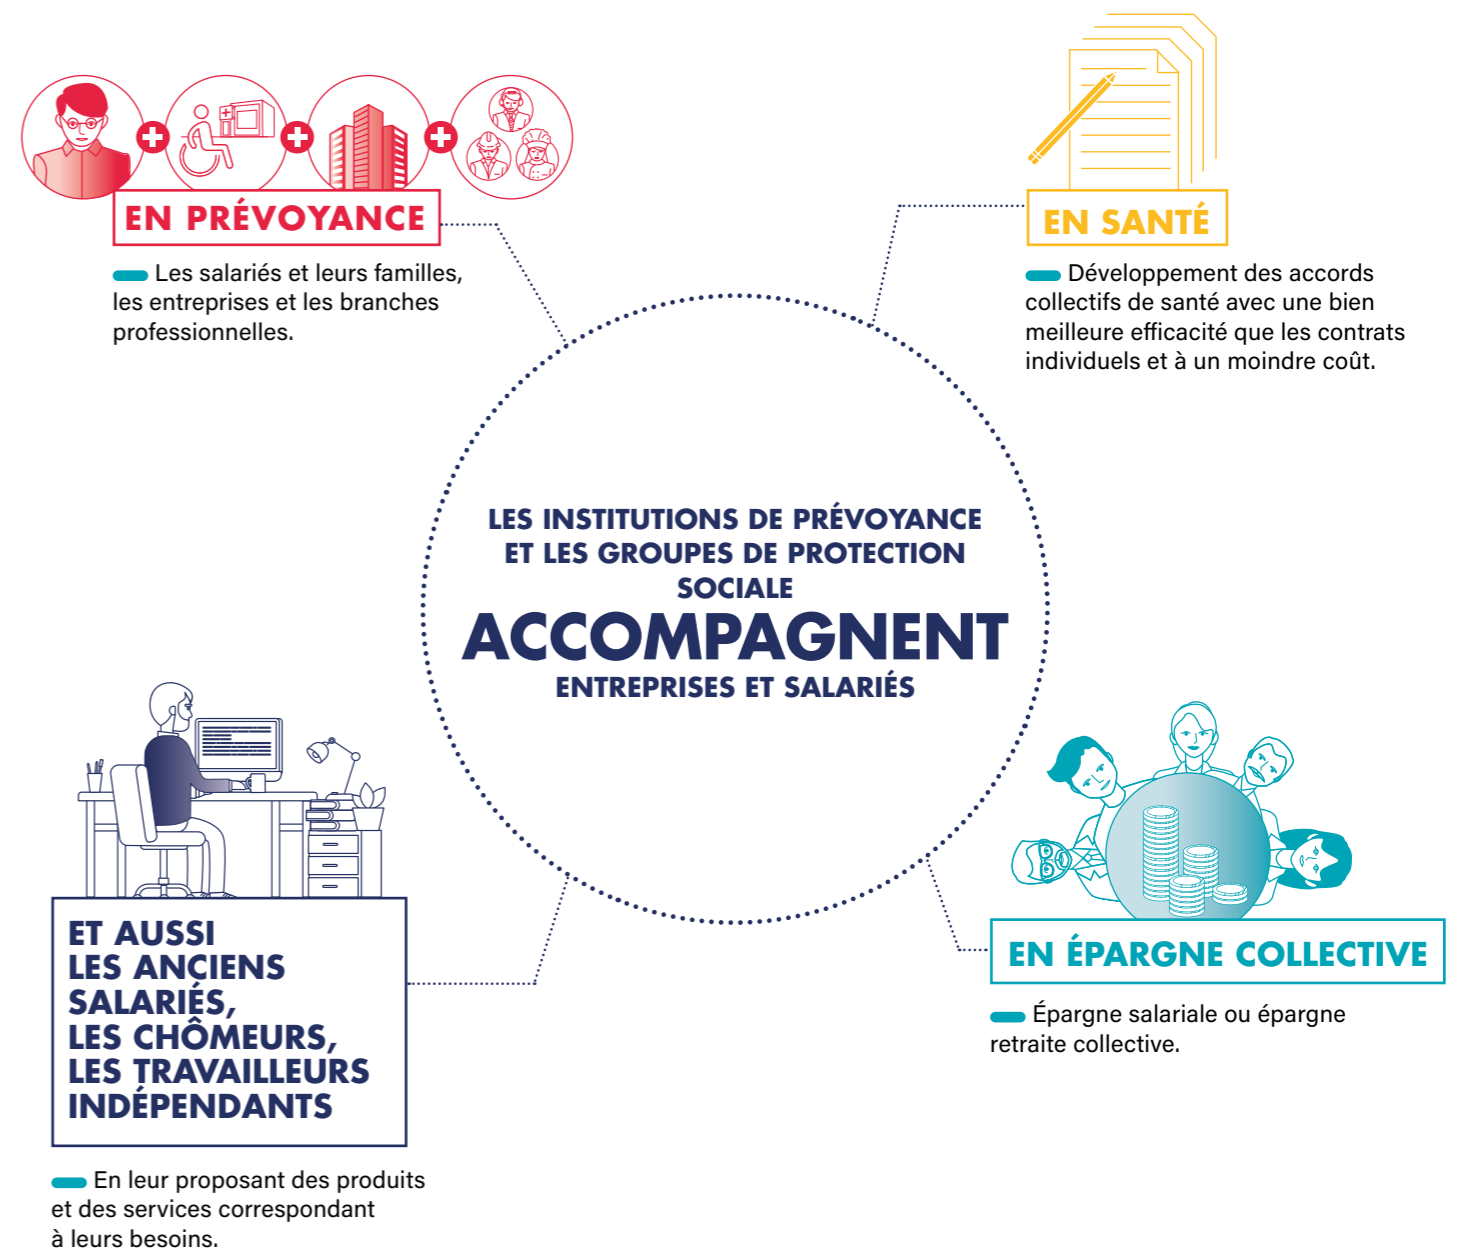 EN PRÉVOYANCE
Les salariés et leurs familles,
les entreprises et les branches
professionnelles.
EN SANTÉ
Développement des accords
collectifs de santé avec une bien
meilleure efficacité que les contrats
individuels et à un moindre coût.
LES INSTITUTIONS DE PRÉVOYANCE
ET LES GROUPES DE PROTECTION
SOCIALE
ACCOMPAGNENT
ENTREPRISES ET SALARIÉS
ET AUSSI
LES ANCIENS
SALARIÉS,
LES CHÔMEURS,
LES TRAVAILLEURS
INDÉPENDANTS
En leur proposant des produits
et des services correspondant
à leurs besoins.
EN ÉPARGNE COLLECTIVE
Épargne salariale ou épargne
retraite collective.